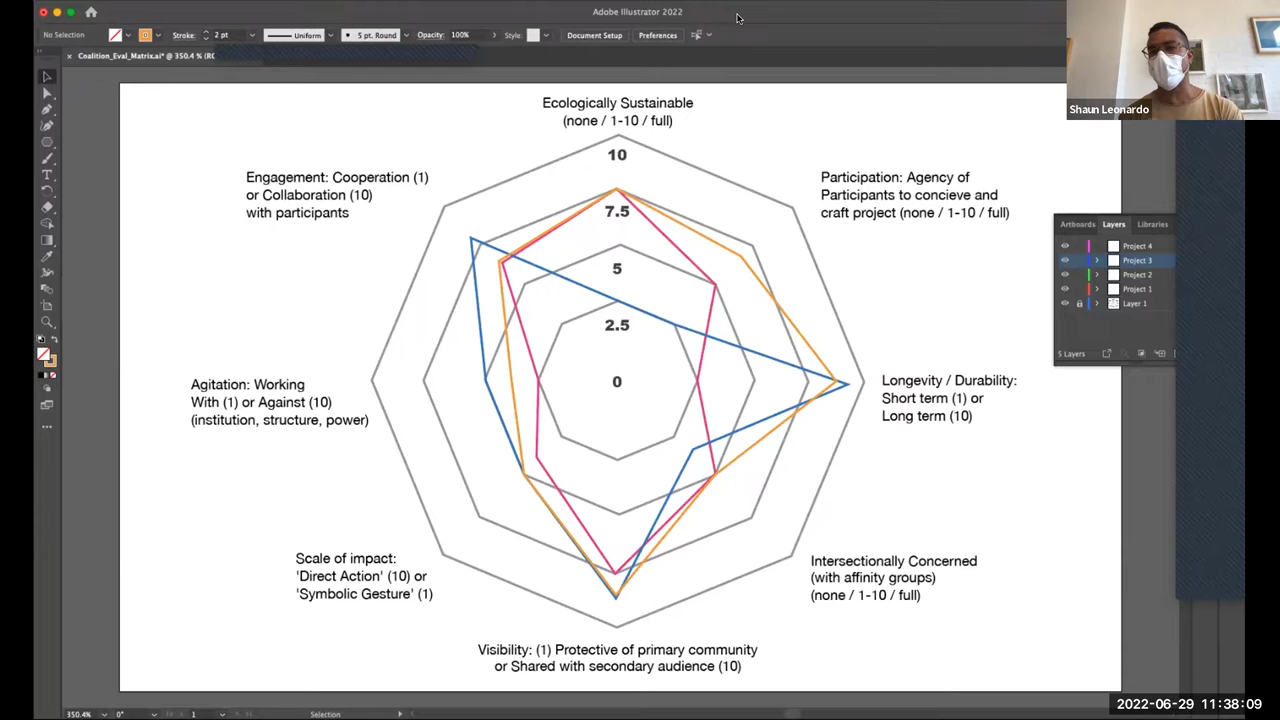 Adobe Illustrator 2022
No Selection
Stroke:
2 pt
Uniform
5 pt. Round
Opacity:
100%
Style:
Document Setup
Preferences
Coalition_Eval_Matrix.ai* @ 350.4 %
Shaun Leonardo
Ecologically Sustainable
(none / 1-10 / full)
Engagement: Cooperation (1)
or Collaboration (10)
with participants
Participation: Agency of
Participants to concieve and
craft project (none / 1-10 / full)
10
7.5
5
2.5
0
Artboards
Layers
Libraries
Project 4
Project 3
Project 2
Project 1
Layer 1
5 Layers
Agitation: Working
With (1) or Against (10)
(institution, structure, power)
Longevity / Durability:
Short term (1) or
Long term (10)
Scale of impact:
'Direct Action' (10) or
'Symbolic Gesture' (1)
Intersectionally Concerned
(with affinity groups)
(none / 1-10 / full)
Visibility: (1) Protective of primary community
or Shared with secondary audience (10)
350.4%
0°
1
Selection
2022-06-29 11:38:09